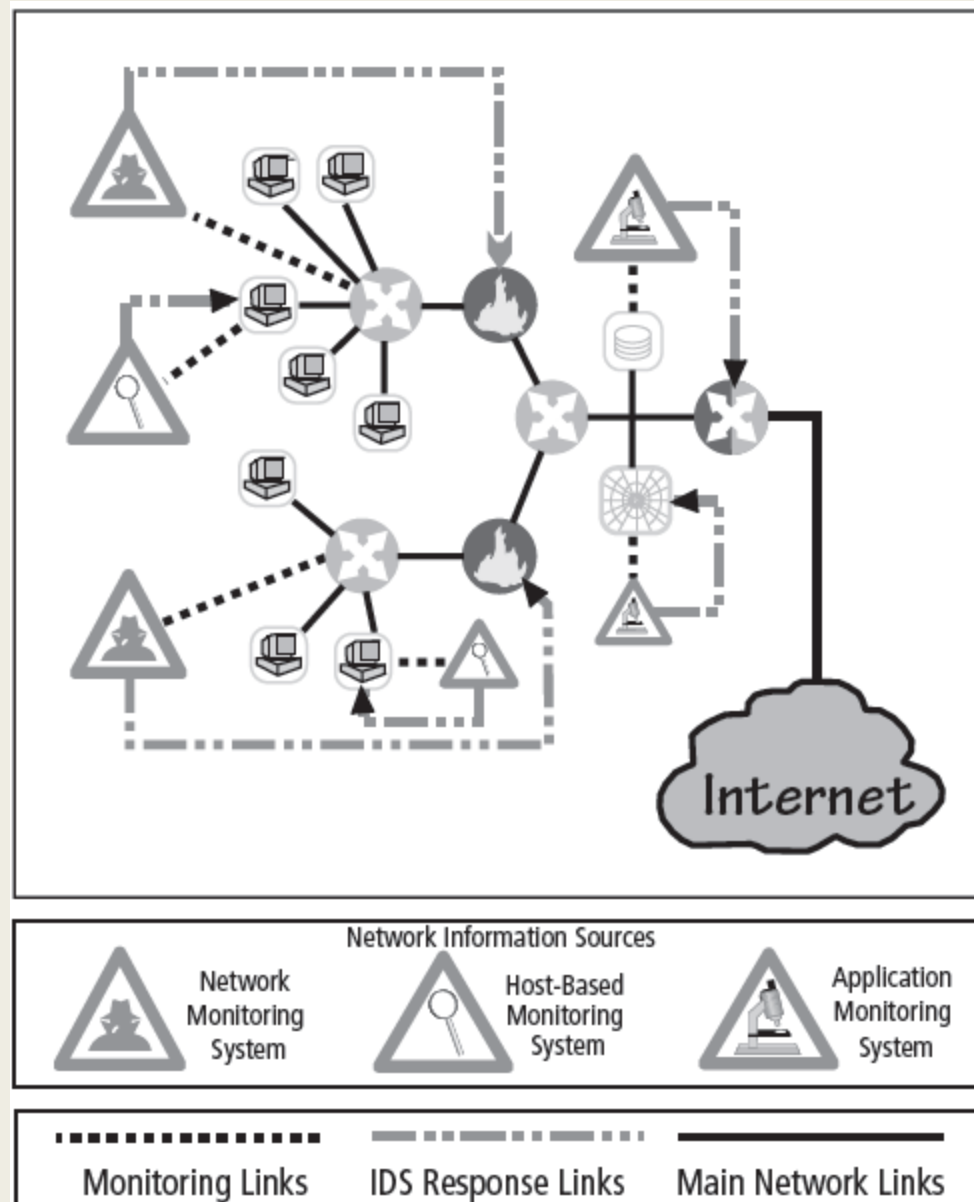 Internet
Network Information Sources
Network
Monitoring
System
Host-Based
Monitoring
System
Application
Monitoring
System
Monitoring Links
IDS Response Links
Main Network Links